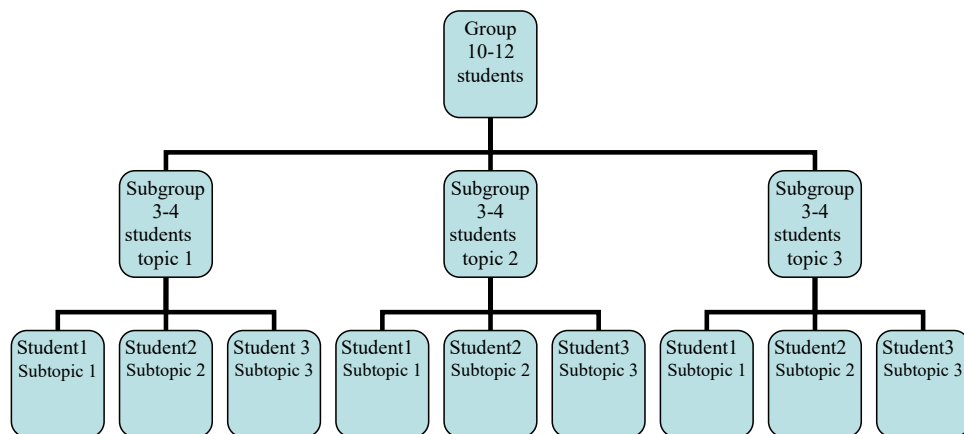 Group
10-12
students
Subgroup
3-4
students
topic 1
Subgroup
3-4
students
topic 2
Subgroup
3-4
students
topic 3
Student1
Subtopic 1
Student2
Subtopic 2
Student 3
Subtopic 3
Student1
Subtopic 1
Student2
Subtopic 2
Student3
Subtopic 3
Student1
Subtopic 1
Student2
Subtopic 2
Student3
Subtopic 3